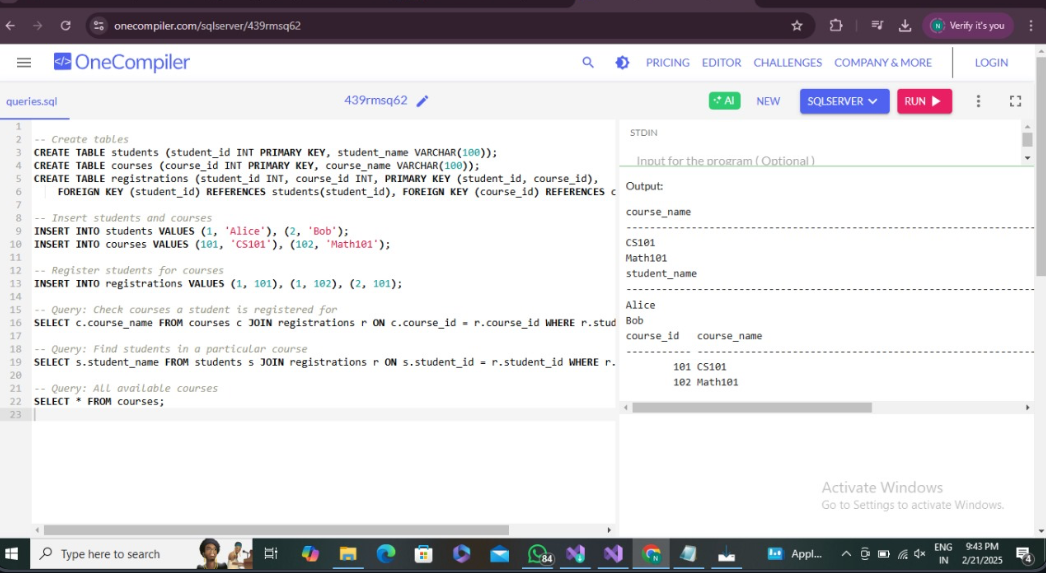 onecompiler.com/sqlserver/439rmsq62
N
Verify it's you
</> OneCompiler
PRICING
EDITOR
CHALLENGES
COMPANY & MORE
LOGIN
queries.sql
439rmsq62
AI
NEW
SQLSERVER
RUN
1
2 -- Create tables
3 CREATE TABLE students (student_id INT PRIMARY KEY, student_name VARCHAR(100));
4 CREATE TABLE courses (course_id INT PRIMARY KEY, course_name VARCHAR(100));
5 CREATE TABLE registrations (student_id INT, course_id INT, PRIMARY KEY (student_id, course_id),
6 FOREIGN KEY (student_id) REFERENCES students(student_id), FOREIGN KEY (course_id) REFERENCES c
7
8 -- Insert students and courses
9 INSERT INTO students VALUES (1, 'Alice'), (2, 'Bob');
10 INSERT INTO courses VALUES (101, 'CS101'), (102, 'Math101');
11
12 -- Register students for courses
13 INSERT INTO registrations VALUES (1, 101), (1, 102), (2, 101);
14
15 -- Query: Check courses a student is registered for
16 SELECT c.course_name FROM courses c JOIN registrations r ON c.course_id = r.course_id WHERE r.stud
17
18 -- Query: Find students in a particular course
19 SELECT s.student_name FROM students s JOIN registrations r ON s.student_id = r.student_id WHERE r.
20
21 -- Query: All available courses
22 SELECT * FROM courses;
23
STDIN
Input for the program ( Optional )
Output:
course_name
--------------------------------------------------
CS101
Math101
student_name
--------------------------------------------------
Alice
Bob
course_id course_name
----------- --------------------------------------
101 CS101
102 Math101
Activate Windows
Go to Settings to activate Windows.
Type here to search
84
Appl...
ENG
IN
9:43 PM
2/21/2025
4